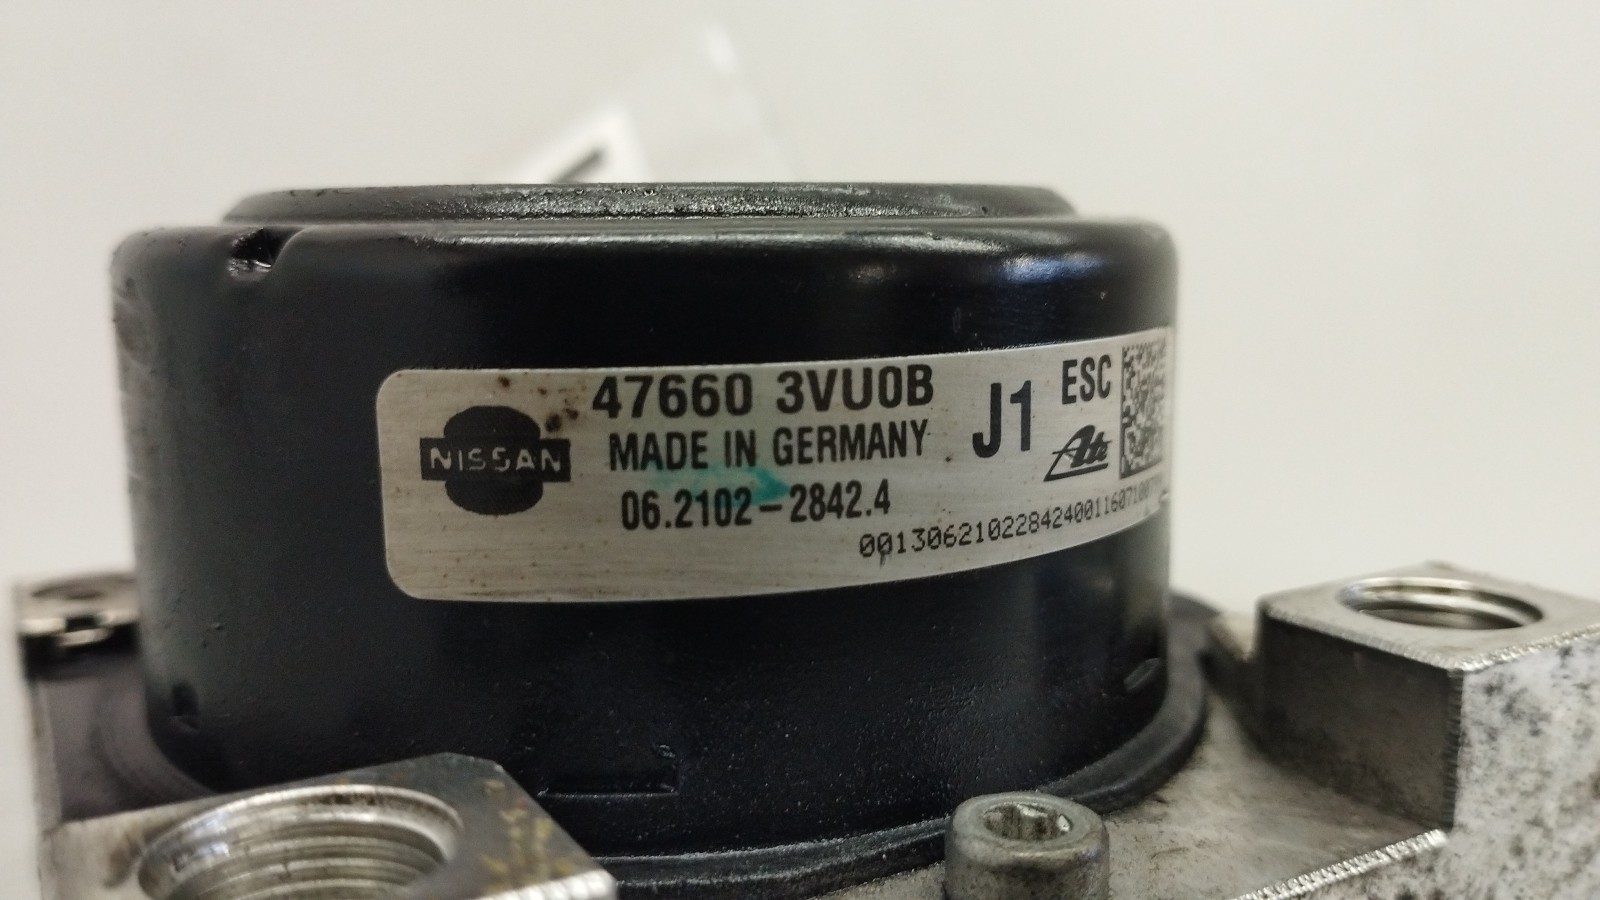 NISSAN
47660 3VU0B
MADE IN GERMANY
06.2102-2842.4
J1
ESC
Ate